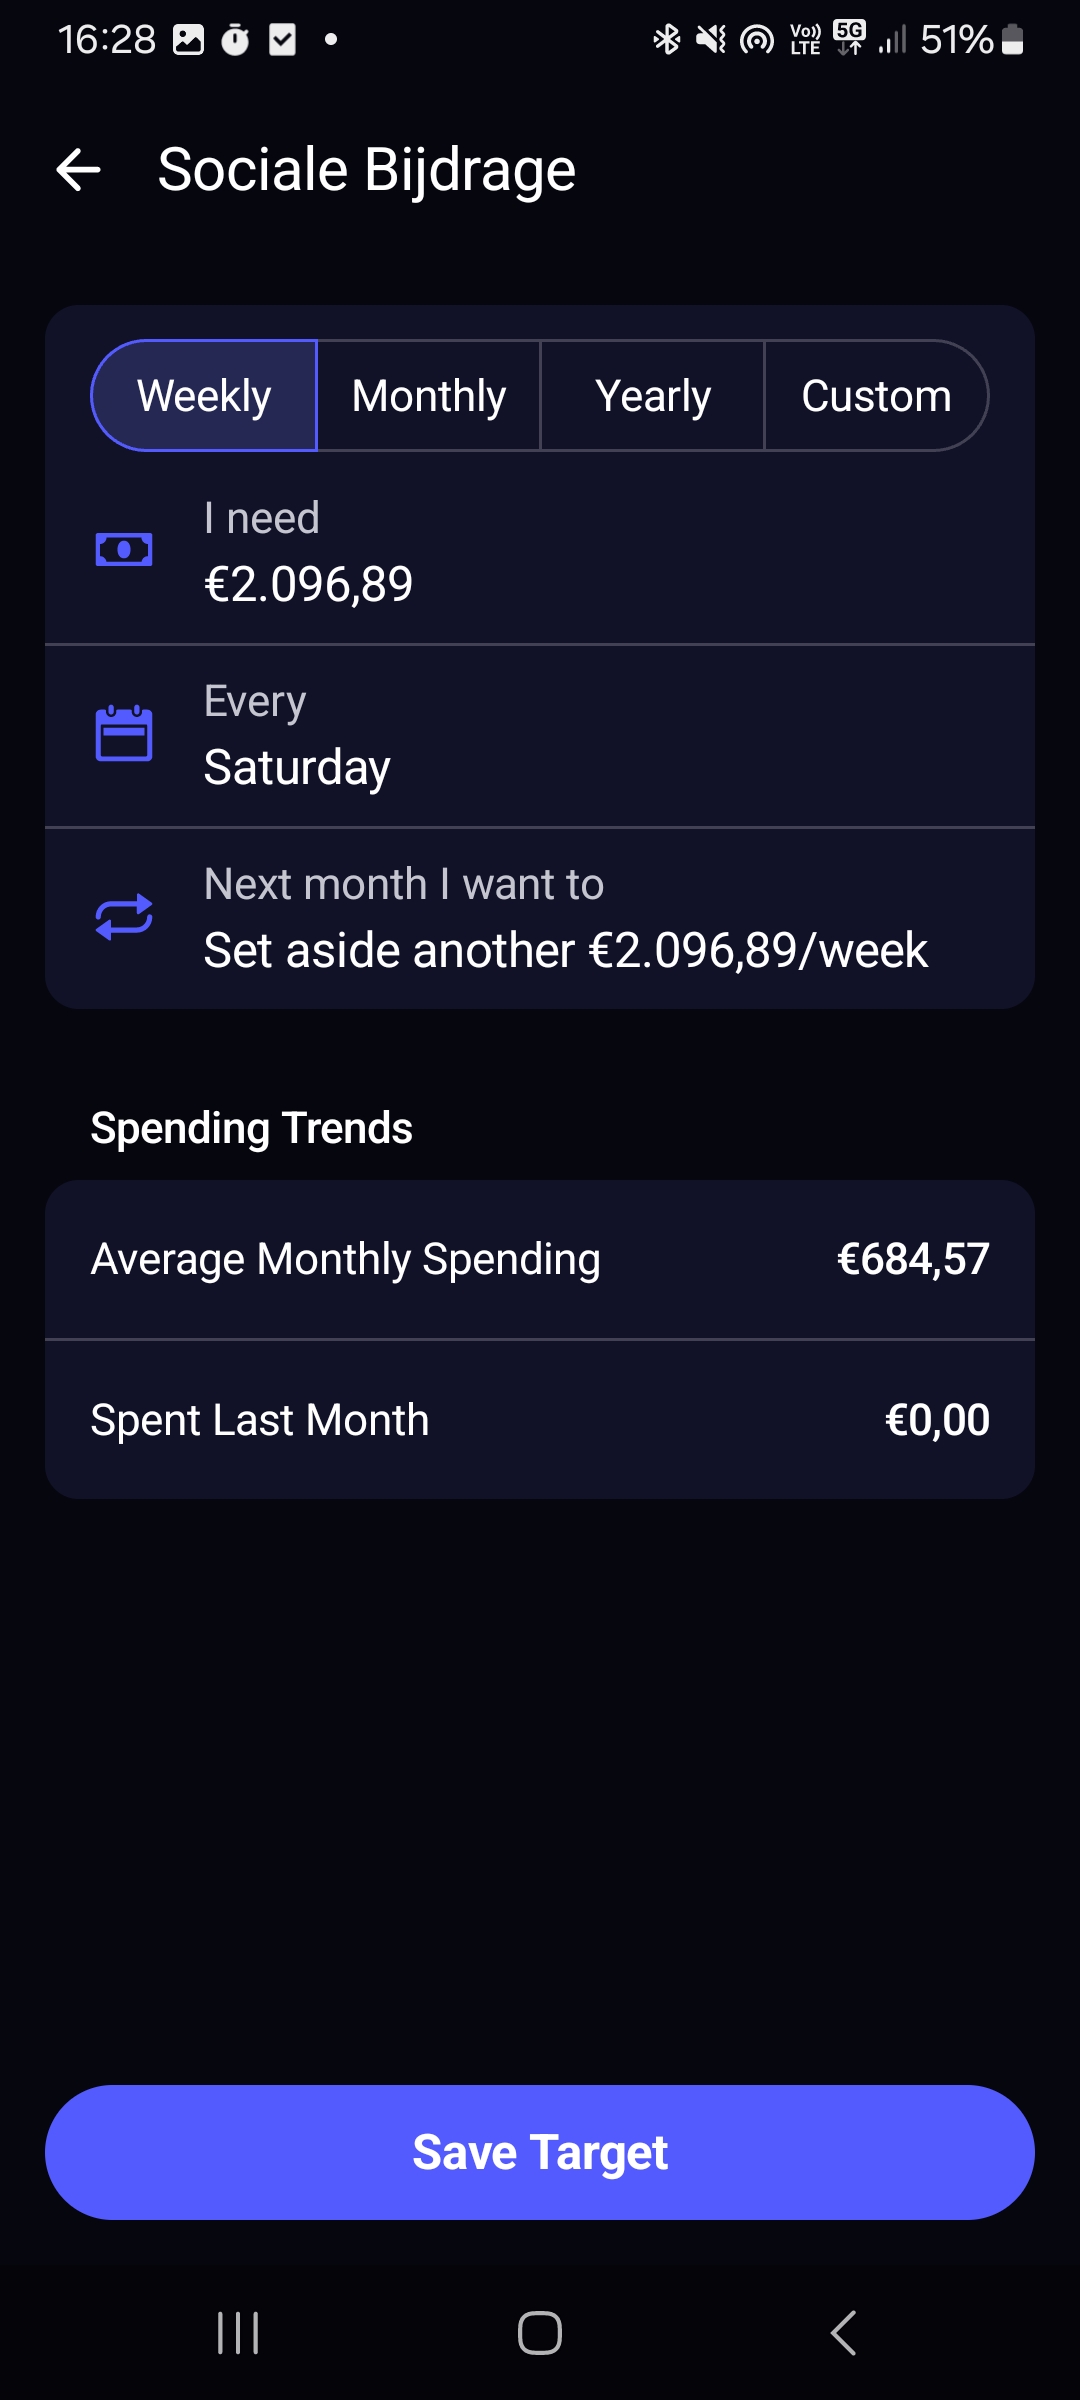 16:28
Vo)) LTE 5G 51%
Sociale Bijdrage
Weekly Monthly Yearly Custom
I need
€2.096,89
Every
Saturday
Next month I want to
Set aside another €2.096,89/week
Spending Trends
Average Monthly Spending €684,57
Spent Last Month €0,00
Save Target